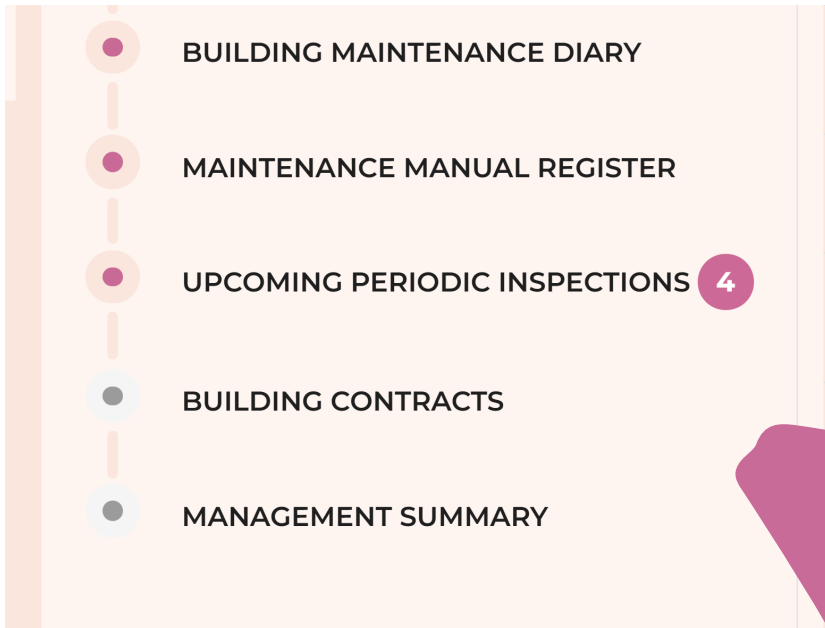 BUILDING MAINTENANCE DIARY
MAINTENANCE MANUAL REGISTER
UPCOMING PERIODIC INSPECTIONS 4
BUILDING CONTRACTS
MANAGEMENT SUMMARY